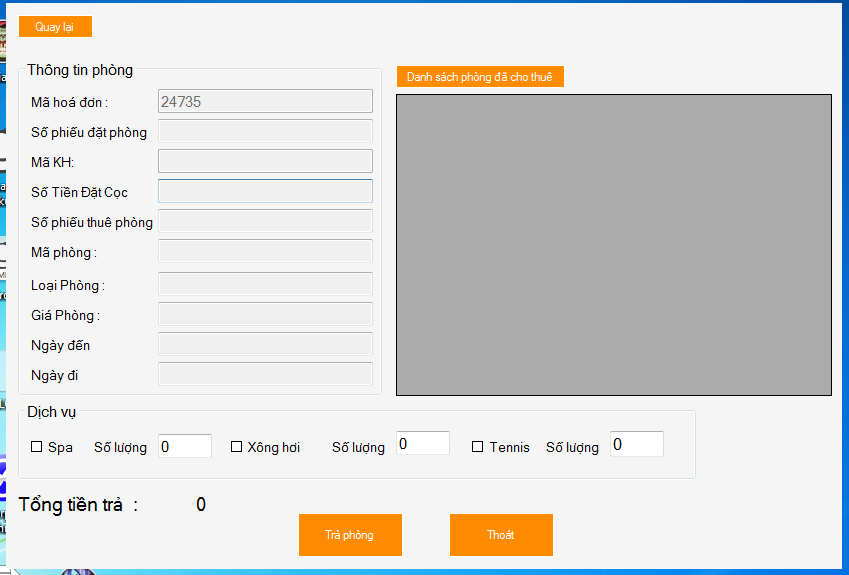 Quay lại
Thông tin phòng
Danh sách phòng đã cho thuê
Mã hoá đơn : 24735
Số phiếu đặt phòng
Mã KH:
Số Tiền Đặt Cọc
Số phiếu thuê phòng
Mã phòng :
Loại Phòng :
Giá Phòng :
Ngày đến
Ngày đi
Dịch vụ
Spa Số lượng 0 Xông hơi Số lượng 0 Tennis Số lượng 0
Tổng tiền trả : 0
Trả phòng Thoát